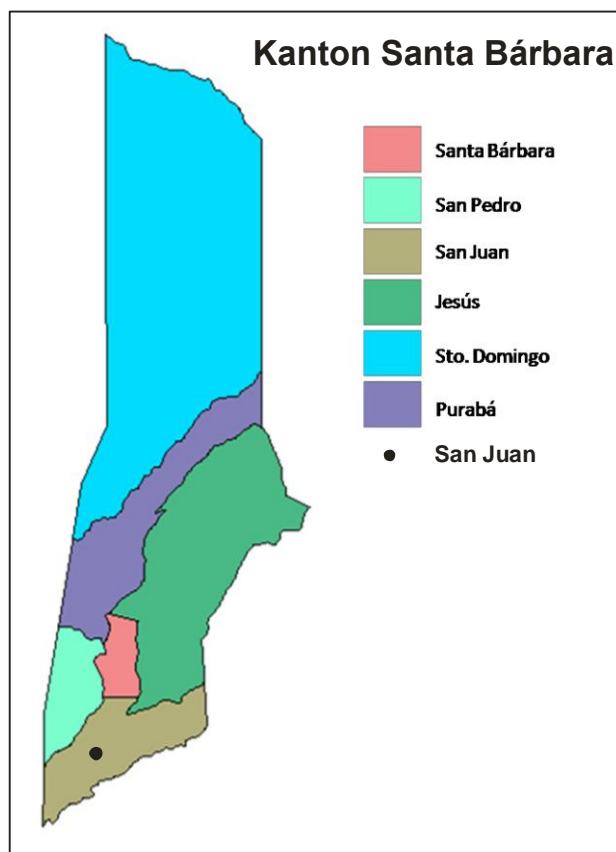 Kanton Santa Bárbara
Santa Bárbara
San Pedro
San Juan
Jesús
Sto. Domingo
Purabá
San Juan